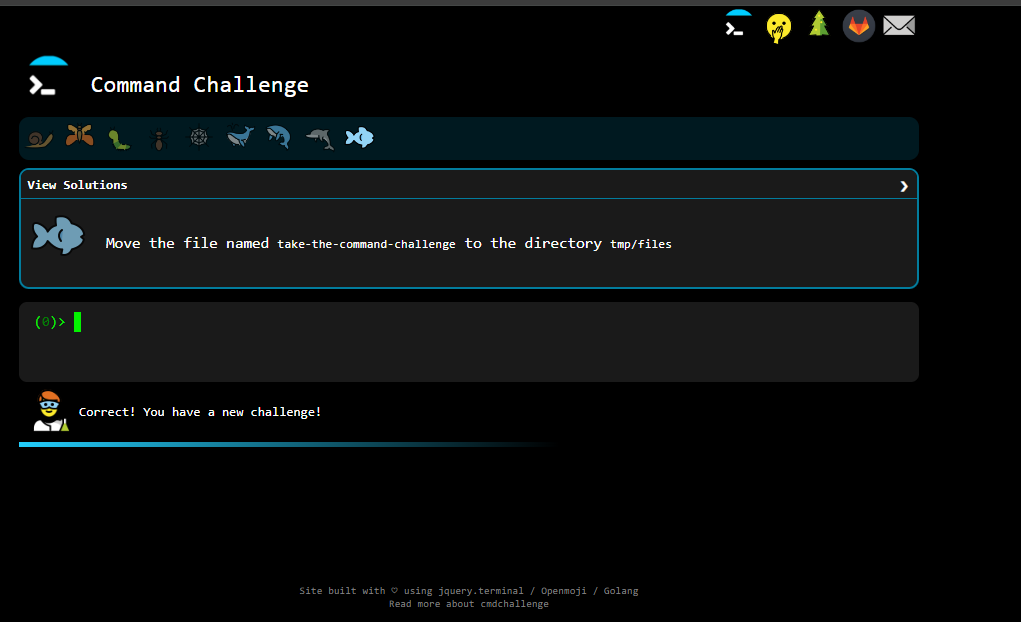 Command Challenge
View Solutions
Move the file named take-the-command-challenge to the directory tmp/files
(0)>
Correct! You have a new challenge!
Site built with ♡ using jquery.terminal / Openmoji / Golang
Read more about cmdchallenge